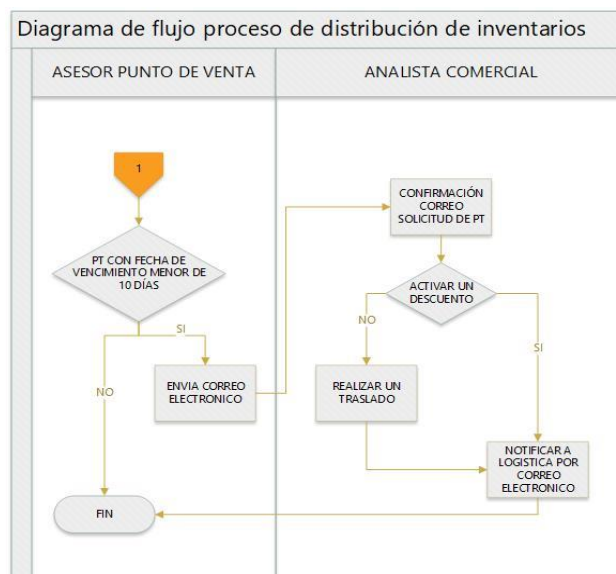 Diagrama de flujo proceso de distribución de inventarios
ASESOR PUNTO DE VENTA
ANALISTA COMERCIAL
1
PT CON FECHA DE
VENCIMIENTO MENOR DE
10 DÍAS
SI
NO
ENVIA CORREO
ELECTRONICO
FIN
CONFIRMACIÓN
CORREO
SOLICITUD DE PT
ACTIVAR UN
DESCUENTO
NO
SI
REALIZAR UN
TRASLADO
NOTIFICAR A
LOGISTICA POR
CORREO
ELECTRONICO